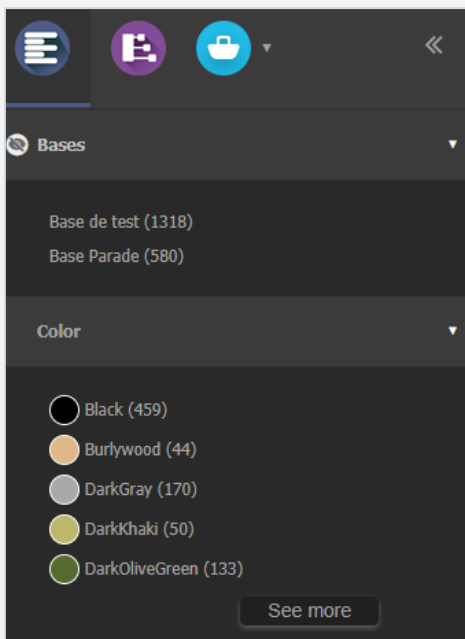 Bases
Base de test (1318)
Base Parade (580)
Color
Black (459)
Burlywood (44)
DarkGray (170)
DarkKhaki (50)
DarkOliveGreen (133)
See more